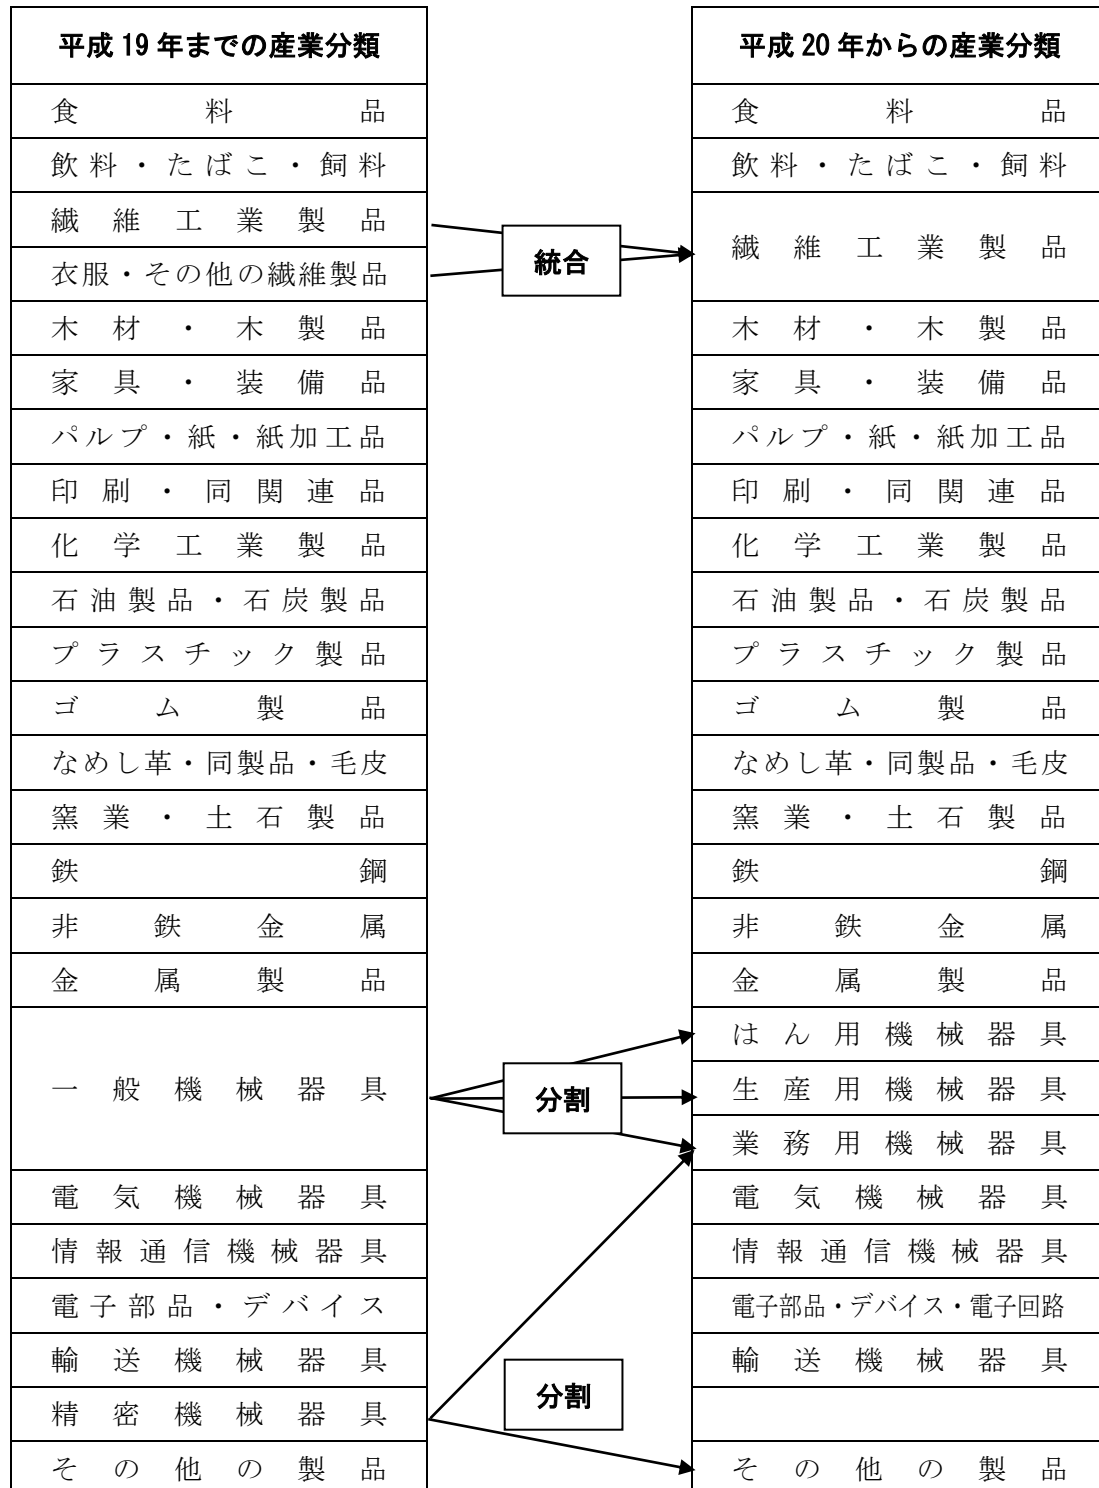 平成 19 年までの産業分類
食料品
飲料・たばこ・飼料
繊維工業製品
衣服・その他の繊維製品
木材・木製品
家具・装備品
パルプ・紙・紙加工品
印刷・同関連品
化学工業製品
石油製品・石炭製品
プラスチック製品
ゴム製品
なめし革・同製品・毛皮
窯業・土石製品
鉄鋼
非鉄金属
金属製品
一般機械器具
電気機械器具
情報通信機械器具
電子部品・デバイス
輸送機械器具
精密機械器具
その他の製品
統合
分割
分割
平成 20 年からの産業分類
食料品
飲料・たばこ・飼料
繊維工業製品
木材・木製品
家具・装備品
パルプ・紙・紙加工品
印刷・同関連品
化学工業製品
石油製品・石炭製品
プラスチック製品
ゴム製品
なめし革・同製品・毛皮
窯業・土石製品
鉄鋼
非鉄金属
金属製品
はん用機械器具
生産用機械器具
業務用機械器具
電気機械器具
情報通信機械器具
電子部品・デバイス・電子回路
輸送機械器具
その他の製品